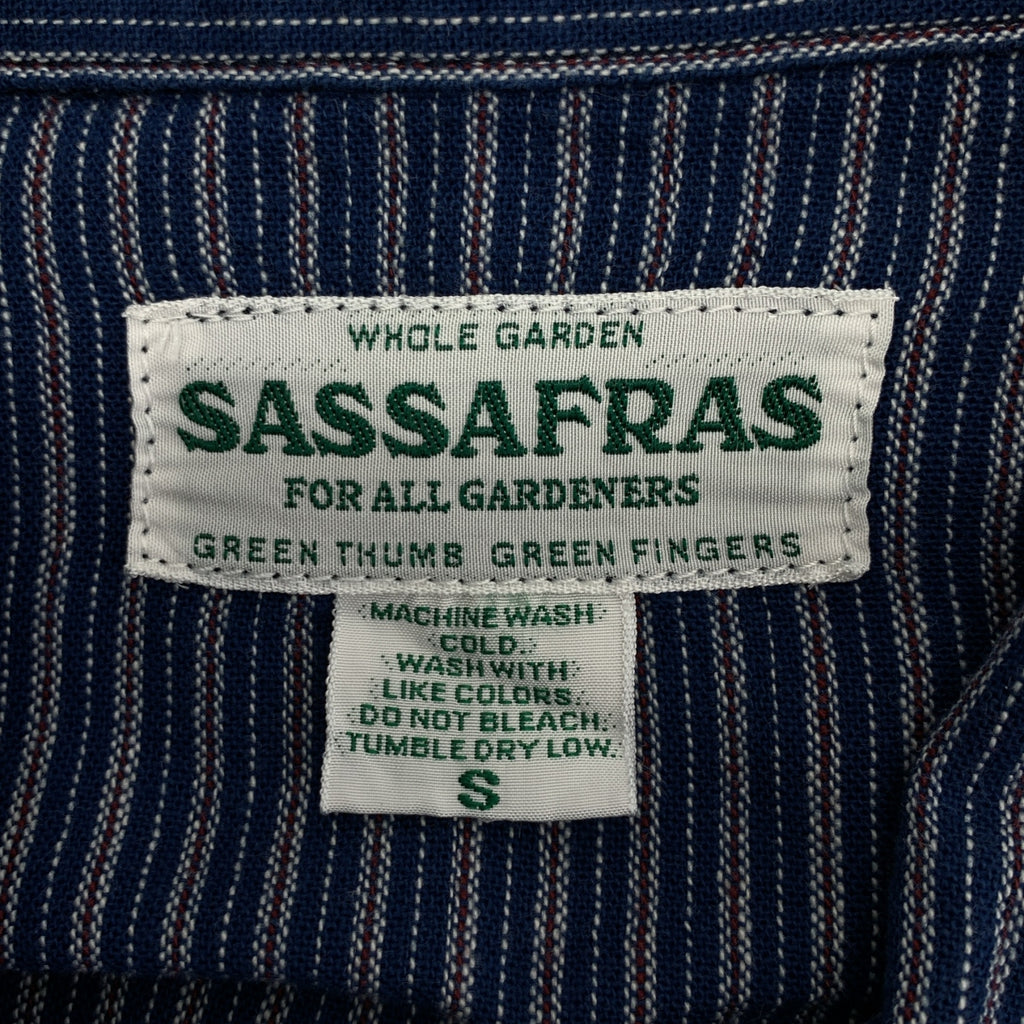 WHOLE GARDEN
SASSAFRAS
FOR ALL GARDENERS
GREEN THUMB GREEN FINGERS
MACHINE WASH
COLD.
WASH WITH
LIKE COLORS.
DO NOT BLEACH.
TUMBLE DRY LOW.
S